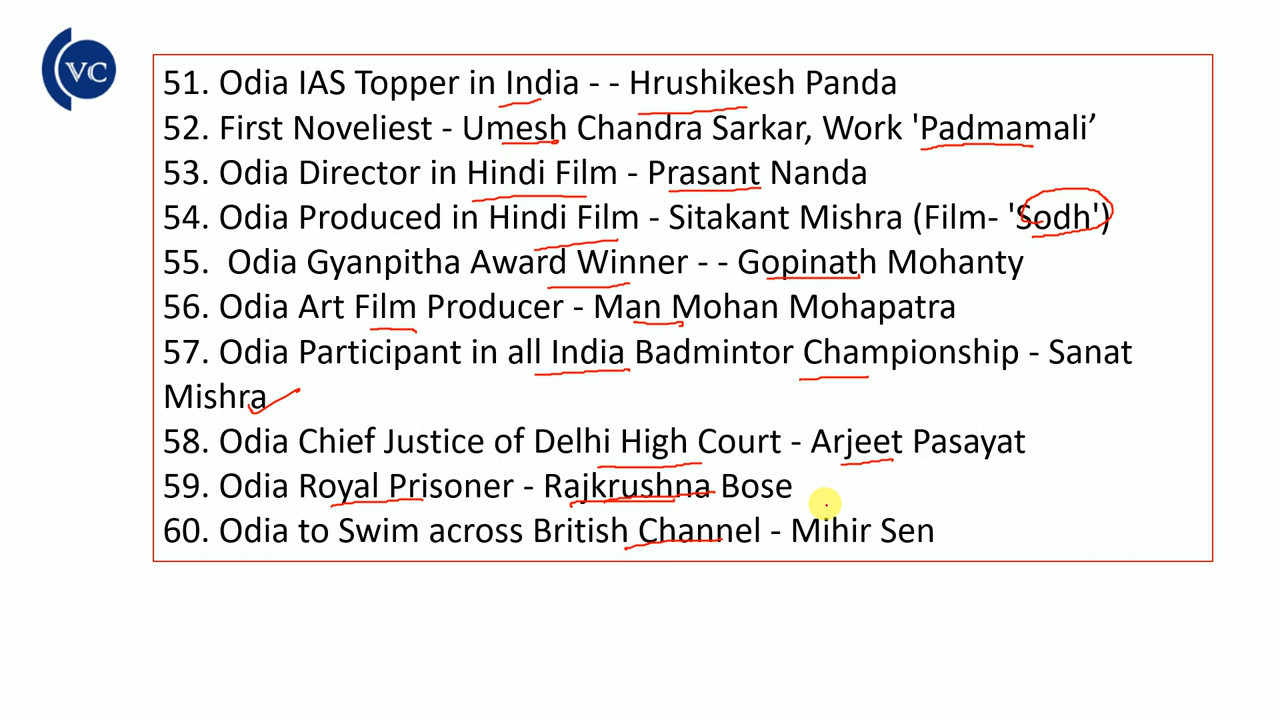 VC
51. Odia IAS Topper in India - - Hrushikesh Panda
52. First Noveliest - Umesh Chandra Sarkar, Work 'Padmamali’
53. Odia Director in Hindi Film - Prasant Nanda
54. Odia Produced in Hindi Film - Sitakant Mishra (Film- 'Sodh')
55. Odia Gyanpitha Award Winner - - Gopinath Mohanty
56. Odia Art Film Producer - Man Mohan Mohapatra
57. Odia Participant in all India Badmintor Championship - Sanat
Mishra
58. Odia Chief Justice of Delhi High Court - Arjeet Pasayat
59. Odia Royal Prisoner - Rajkrushna Bose
60. Odia to Swim across British Channel - Mihir Sen